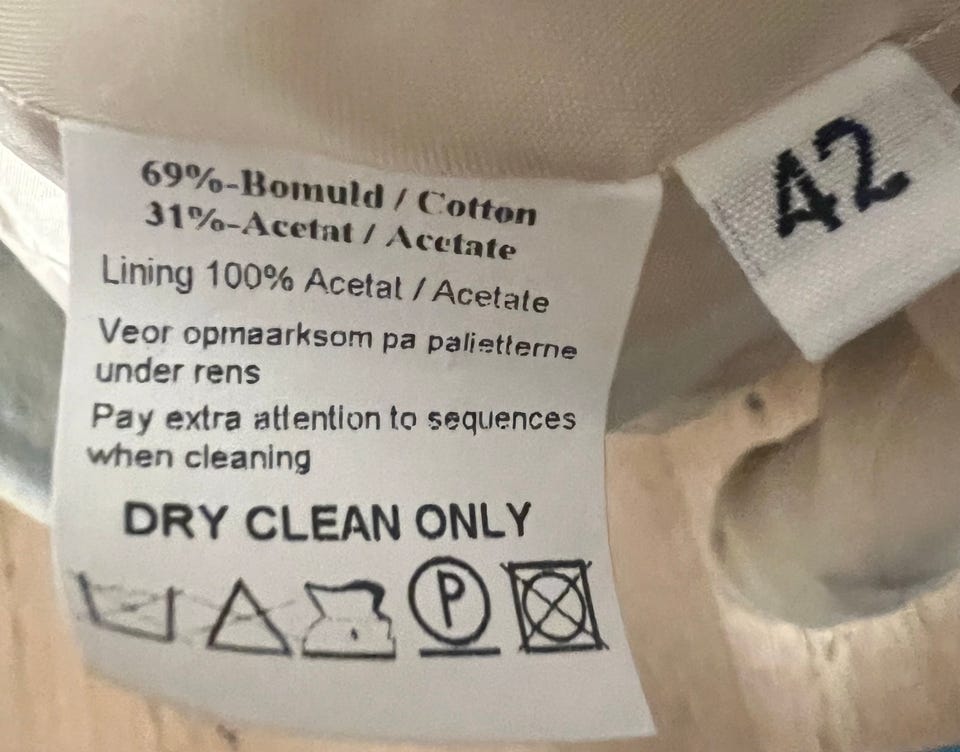 69%-Bomuld / Cotton
31%-Acetat / Acetate
Lining 100% Acetat / Acetate
Veor opmaarksom pa palietterne
under rens
Pay extra attention to sequences
when cleaning
DRY CLEAN ONLY
P
42